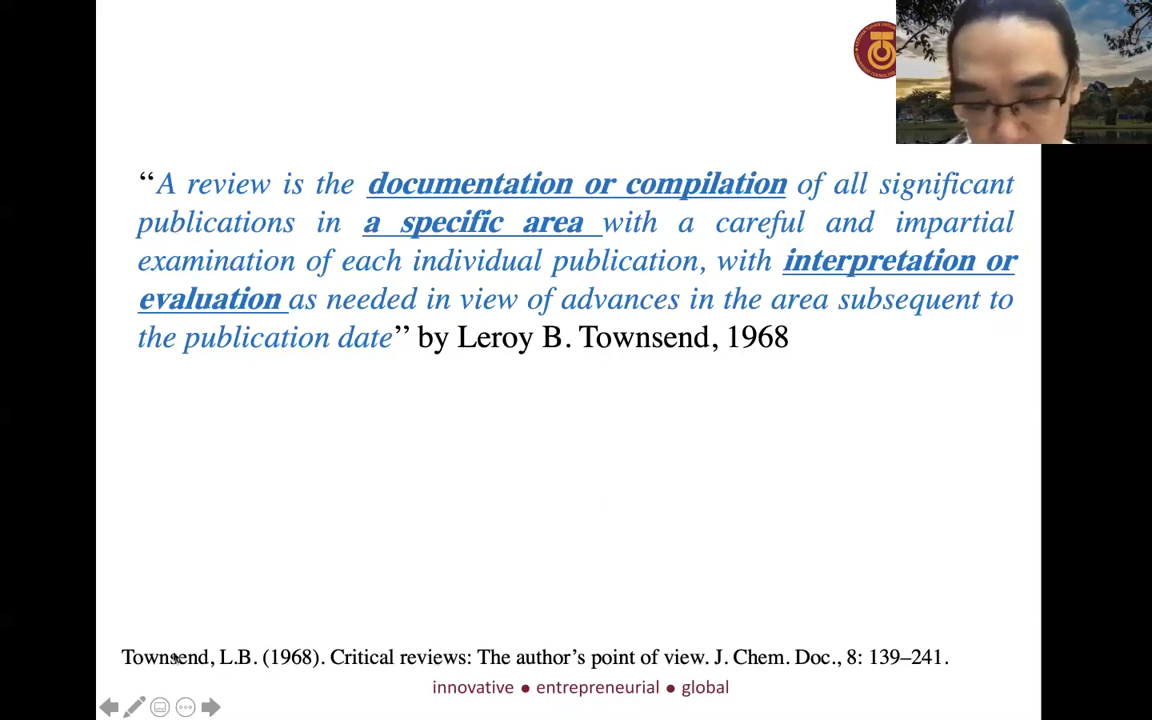 “A review is the documentation or compilation of all significant
publications in a specific area with a careful and impartial
examination of each individual publication, with interpretation or
evaluation as needed in view of advances in the area subsequent to
the publication date” by Leroy B. Townsend, 1968
Townsend, L.B. (1968). Critical reviews: The author’s point of view. J. Chem. Doc., 8: 139–241.
innovative ● entrepreneurial ● global